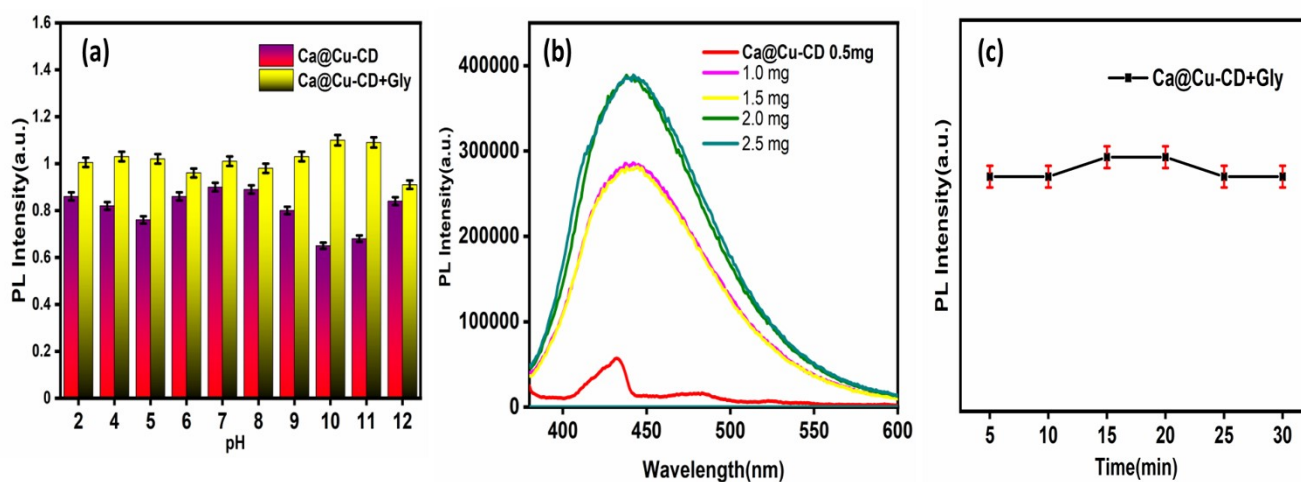 (a)
Ca@Cu-CD
Ca@Cu-CD+Gly
PL Intensity(a.u.)
1.6
1.4
1.2
1
0.8
0.6
0.4
0.2
0
2 4 5 6 7 8 9 10 11 12
pH
(b)
Ca@Cu-CD 0.5mg
1.0 mg
1.5 mg
2.0 mg
2.5 mg
PL Intensity(a.u.)
400000
300000
200000
100000
0
400 450 500 550 600
Wavelength(nm)
(c)
Ca@Cu-CD+Gly
PL Intensity(a.u.)
5 10 15 20 25 30
Time(min)